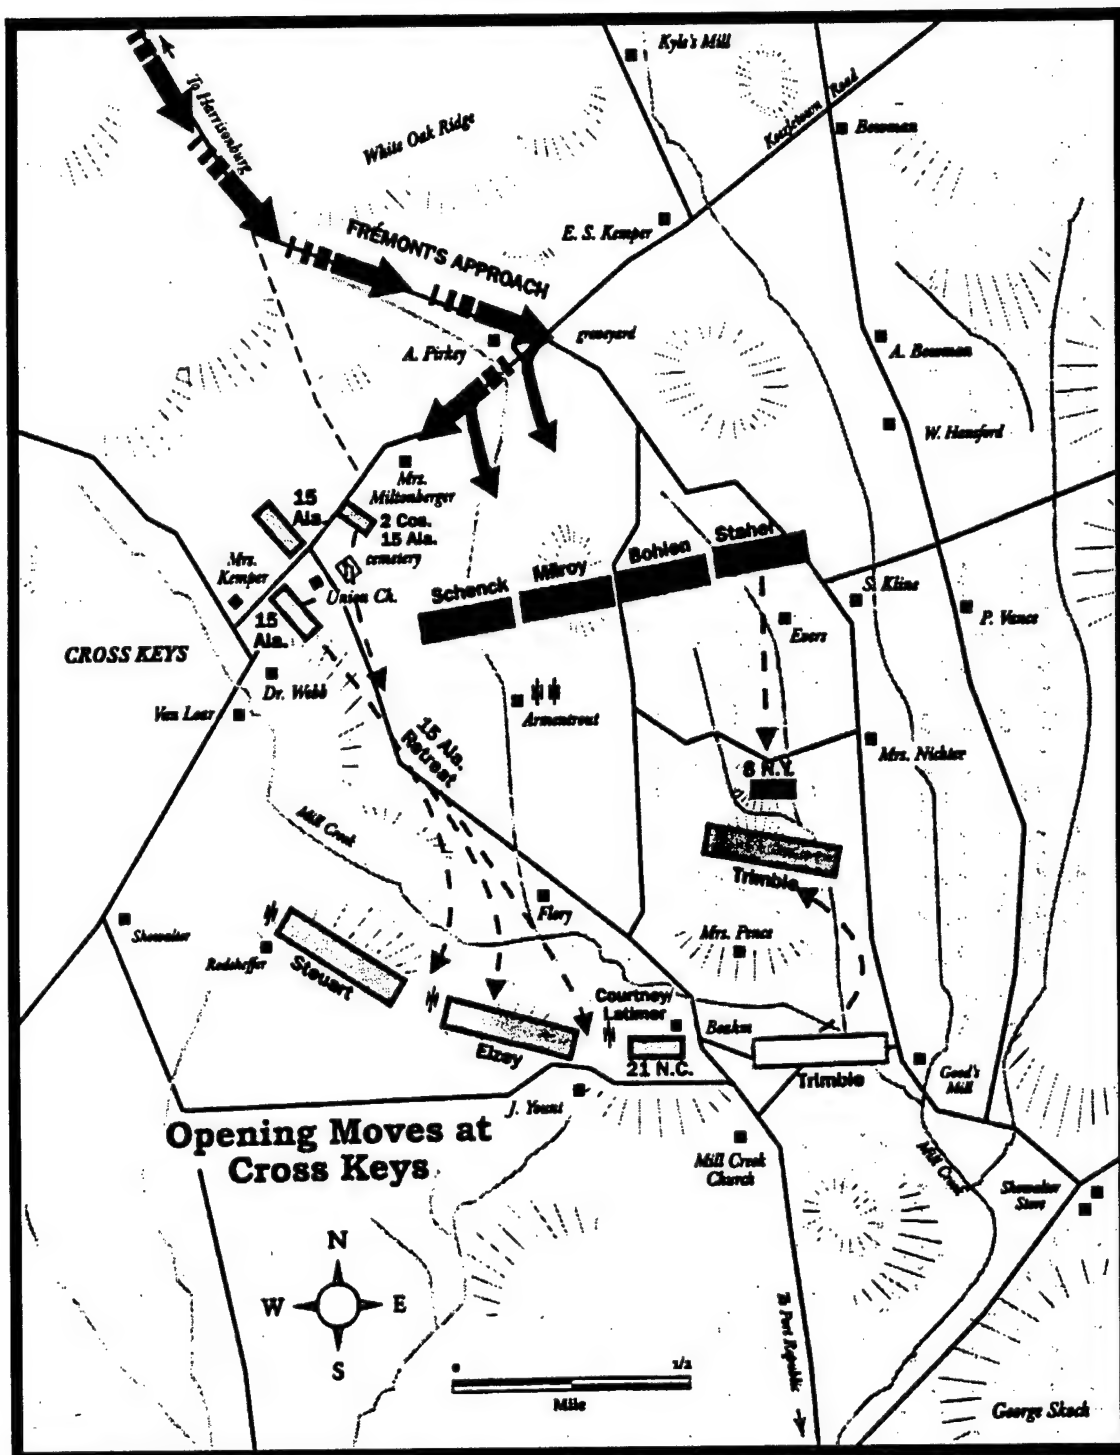 Kyle's Mill
To Harrisonburg
White Oak Ridge
Keezletown Road
Bowman
E. S. Kemper
FRÉMONT'S APPROACH
graveyard
A. Pirkey
A. Bowman
W. Hansford
Mrs.
Miltonberger
15
Ala.
2 Cos.
15 Ala.
cemetery
Mrs.
Kemper
Union Ch.
15
Ala.
Schenck
Milroy
Bohlen
Stahel
S. Kline
Evers
P. Vance
CROSS KEYS
Dr. Webb
Van Lear
Armentrout
15 Ala.
Retreat
Mrs. Nichter
8 N.Y.
Mill Creek
Trimble
Flory
Showalter
Rodeheffer
Steuart
Mrs. Pence
Courtney/
Latimer
Beahm
Elzey
21 N.C.
Trimble
Good's
Mill
J. Yount
Opening Moves at
Cross Keys
Mill Creek
Church
Mill Creek
Showalter
Store
N
W
E
S
To Port Republic
0
1/2
Mile
George Skoch